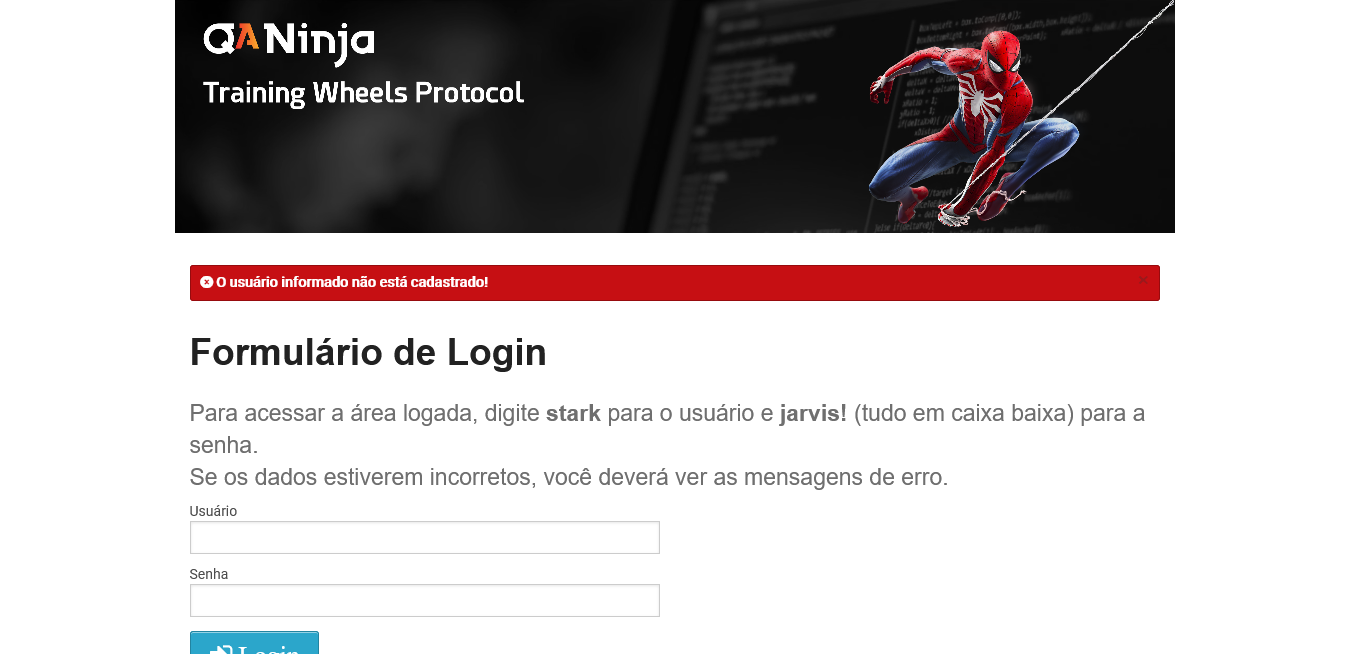 QANinja
Training Wheels Protocol
O usuário informado não está cadastrado!
×
Formulário de Login
Para acessar a área logada, digite stark para o usuário e jarvis! (tudo em caixa baixa) para a
senha.
Se os dados estiverem incorretos, você deverá ver as mensagens de erro.
Usuário
Senha
Login